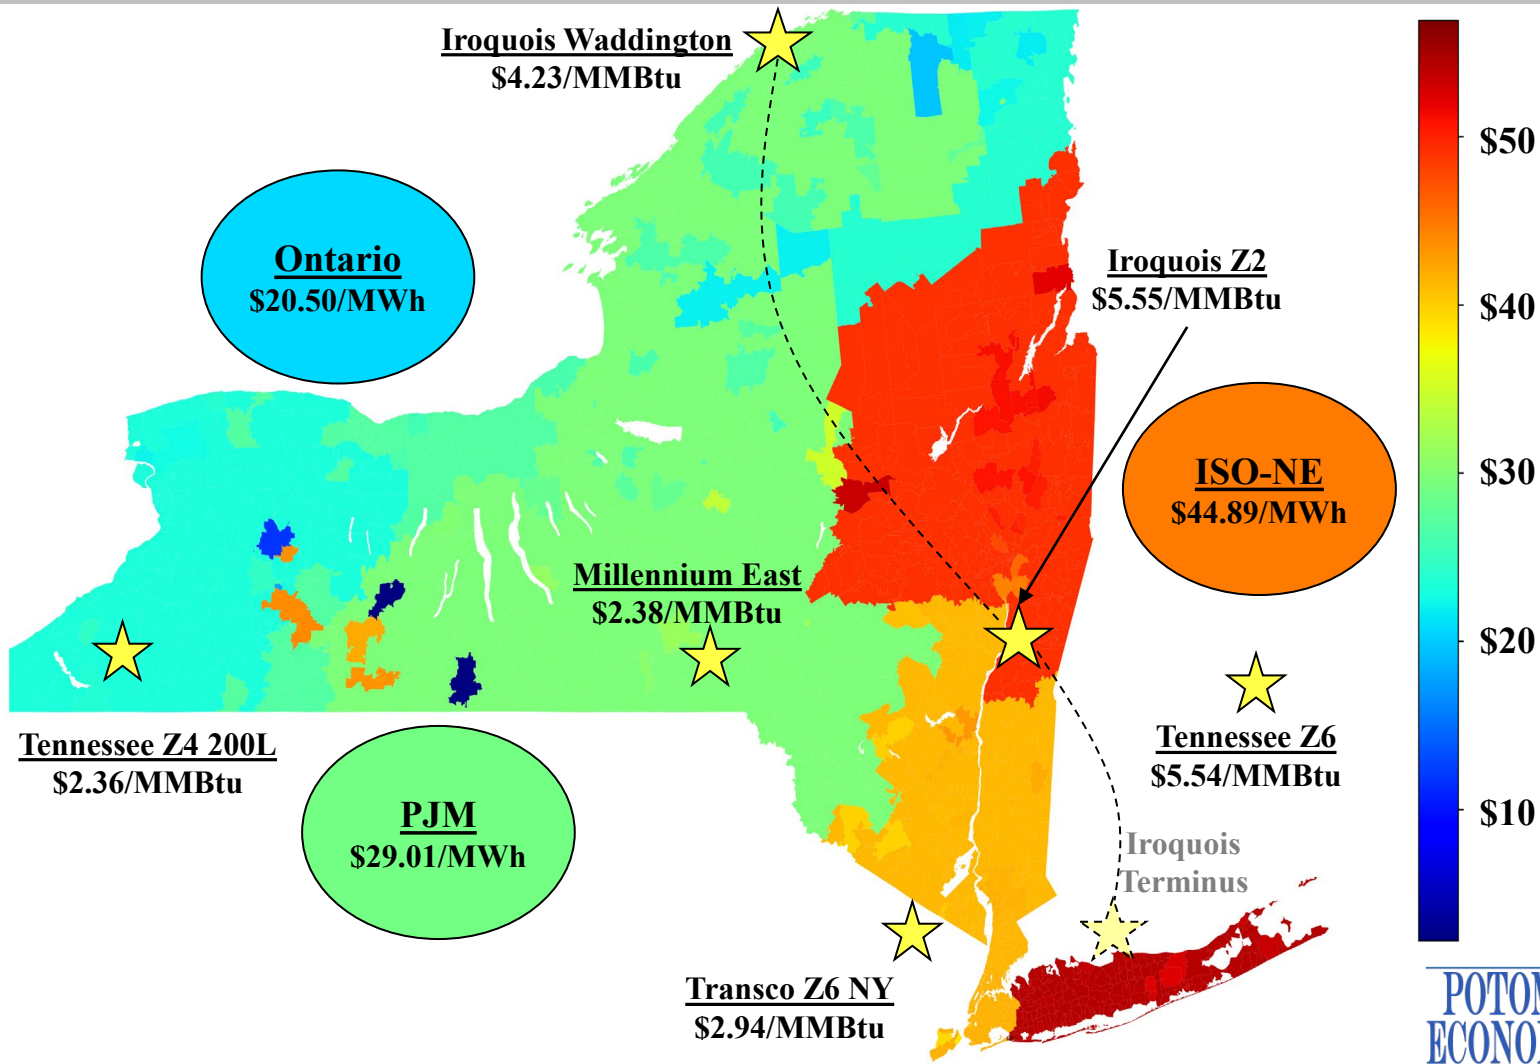 Iroquois Waddington
$4.23/MMBtu
Ontario
$20.50/MWh
Iroquois Z2
$5.55/MMBtu
ISO-NE
$44.89/MWh
Millennium East
$2.38/MMBtu
Tennessee Z4 200L
$2.36/MMBtu
PJM
$29.01/MWh
Tennessee Z6
$5.54/MMBtu
Iroquois
Terminus
Transco Z6 NY
$2.94/MMBtu
$50
$40
$30
$20
$10